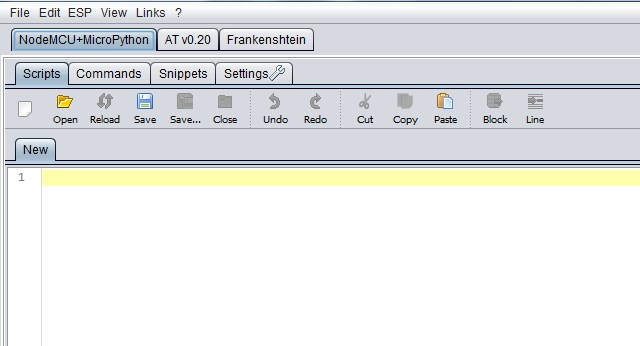 File Edit ESP View Links ?
NodeMCU+MicroPython AT v0.20 Frankenshtein
Scripts Commands Snippets Settings
Open Reload Save Save... Close Undo Redo Cut Copy Paste Block Line
New
1